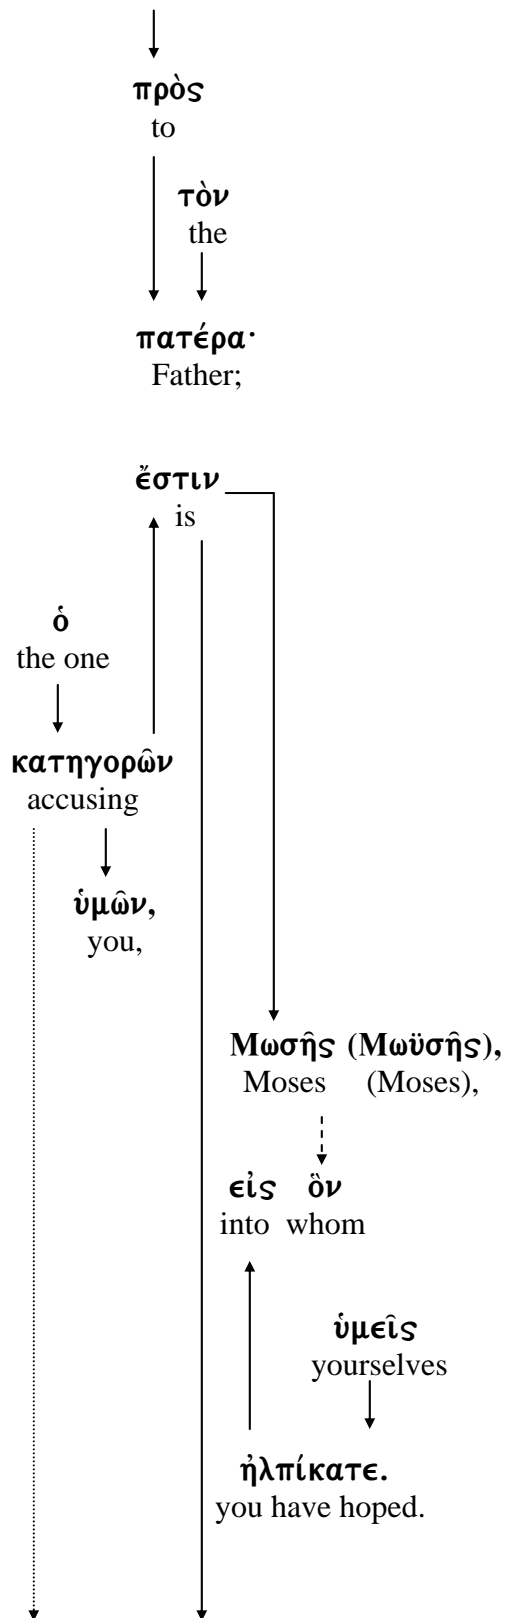 πρὸς
to
τὸν
the
πατέρα·
Father;
ἔστιν
is
ὁ
the one
κατηγορῶν
accusing
ὑμῶν,
you,
Μωσῆς (Μωϋσῆς),
Moses (Moses),
εἰς ὃν
into whom
ὑμεῖς
yourselves
ἠλπίκατε.
you have hoped.